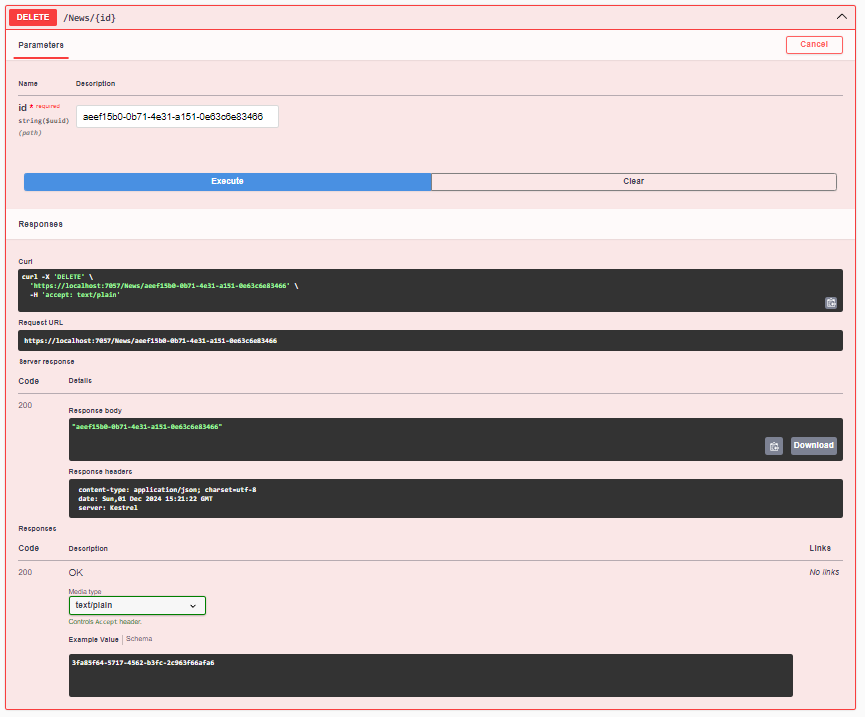 DELETE /News/{id}
Parameters
Cancel
Name Description
id * required
string($uuid)
(path)
aeef15b0-0b71-4e31-a151-0e63c6e83466
Execute Clear
Responses
Curl
curl -X 'DELETE' \
'https://localhost:7057/News/aeef15b0-0b71-4e31-a151-0e63c6e83466' \
-H 'accept: text/plain'
Request URL
https://localhost:7057/News/aeef15b0-0b71-4e31-a151-0e63c6e83466
Server response
Code Details
200
Response body
"aeef15b0-0b71-4e31-a151-0e63c6e83466"
Download
Response headers
content-type: application/json; charset=utf-8
date: Sun,01 Dec 2024 15:21:22 GMT
server: Kestrel
Responses
Code Description Links
200 OK No links
Media type
text/plain
Controls Accept header.
Example Value | Schema
3fa85f64-5717-4562-b3fc-2c963f66afa6